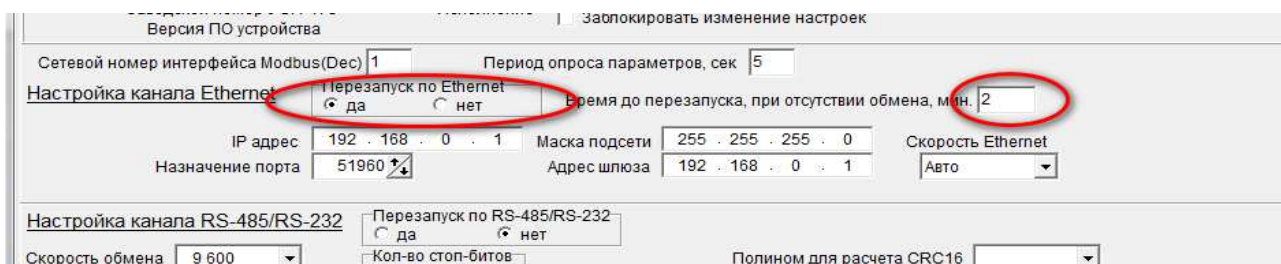 Заблокировать изменение настроек
Версия ПО устройства
Сетевой номер интерфейса Modbus(Dec) 1 Период опроса параметров, сек 5
Настройка канала Ethernet Перезапуск по Ethernet
да нет Время до перезапуска, при отсутствии обмена, мин. 2
IP адрес 192 . 168 . 0 . 1 Маска подсети 255 . 255 . 255 . 0 Скорость Ethernet
Назначение порта 51960 Адрес шлюза 192 . 168 . 0 . 1 Авто
Настройка канала RS-485/RS-232 Перезапуск по RS-485/RS-232
да нет
Скорость обмена 9 600 Кол-во стоп-битов Полином для расчета CRC16